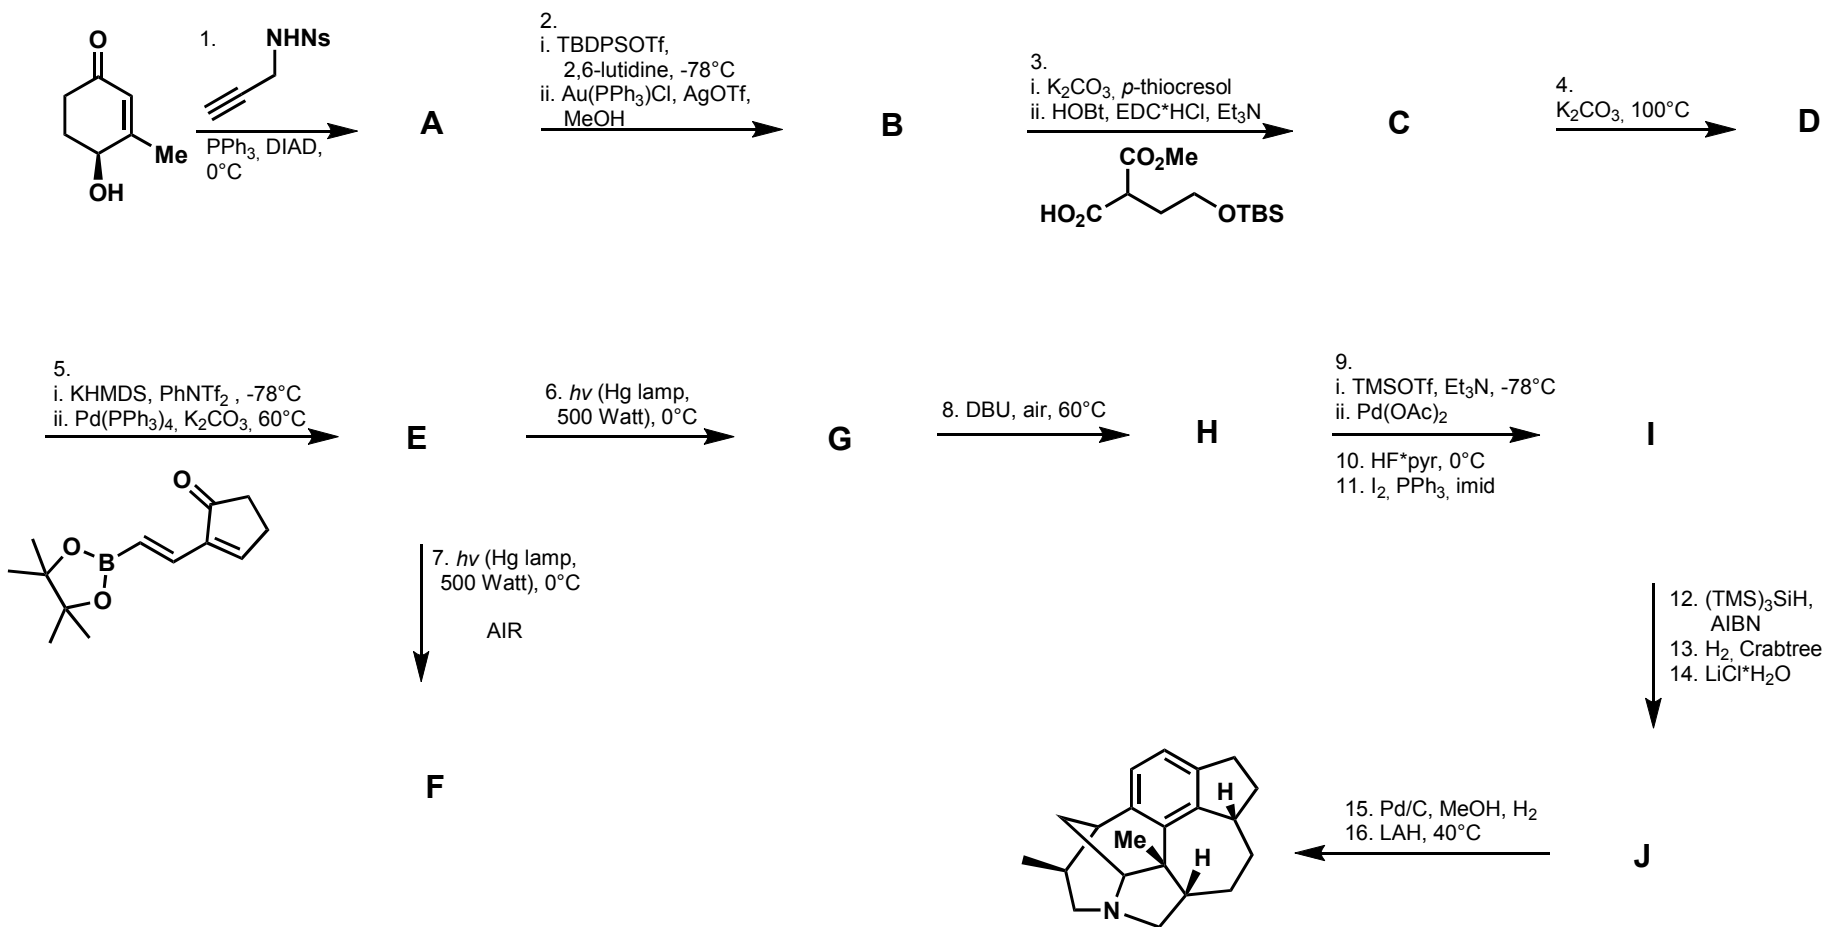 O
Me
OH
1.
NHNs
PPh3, DIAD,
0°C
A
2.
i. TBDPSOTf,
2,6-lutidine, -78°C
ii. Au(PPh3)Cl, AgOTf,
MeOH
B
3.
i. K2CO3, p-thiocresol
ii. HOBt, EDC*HCl, Et3N
CO2Me
HO2C
OTBS
C
4.
K2CO3, 100°C
D
5.
i. KHMDS, PhNTf2 , -78°C
ii. Pd(PPh3)4, K2CO3, 60°C
O
O
B
O
E
6. hv (Hg lamp,
500 Watt), 0°C
G
7. hv (Hg lamp,
500 Watt), 0°C
AIR
F
8. DBU, air, 60°C
H
9.
i. TMSOTf, Et3N, -78°C
ii. Pd(OAc)2
10. HF*pyr, 0°C
11. I2, PPh3, imid
I
12. (TMS)3SiH,
AIBN
13. H2, Crabtree
14. LiCl*H2O
J
15. Pd/C, MeOH, H2
16. LAH, 40°C
H
Me
H
N